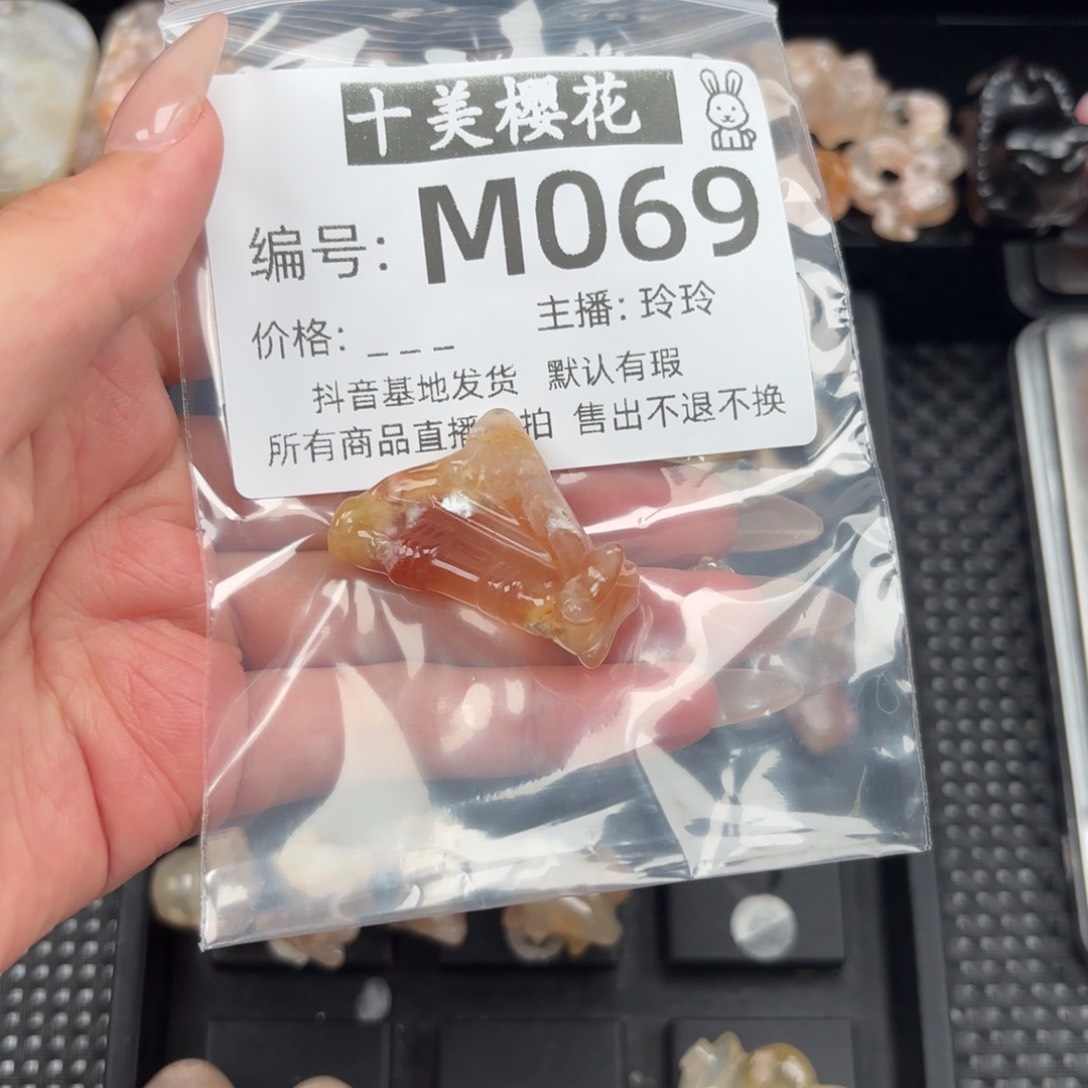 十美樱花
编号: M069
价格: _ _ _ 主播: 玲玲
抖音基地发货 默认有瑕
所有商品直播 拍 售出不退不换